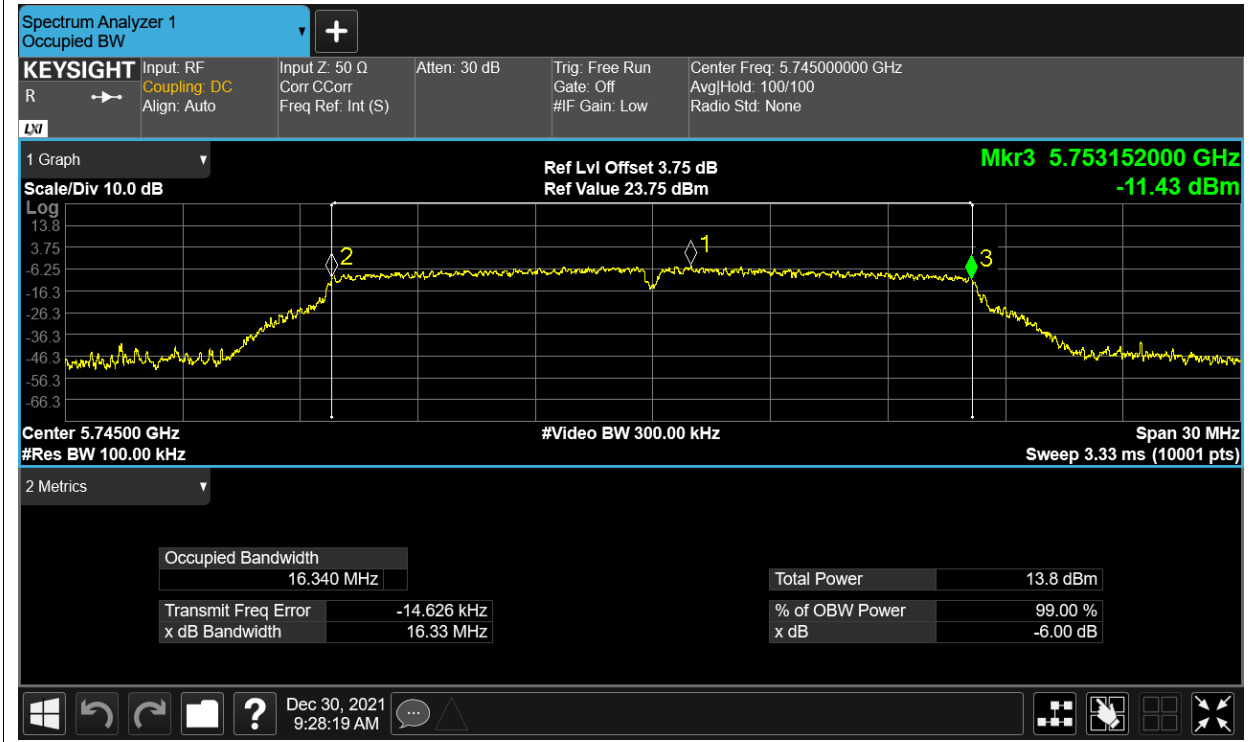 Spectrum Analyzer 1
Occupied BW
KEYSIGHT
R
LXI
Input: RF
Coupling: DC
Align: Auto
Input Z: 50 Ω
Corr CCorr
Freq Ref: Int (S)
Atten: 30 dB
Trig: Free Run
Gate: Off
#IF Gain: Low
Center Freq: 5.745000000 GHz
Avg|Hold: 100/100
Radio Std: None
1 Graph
Scale/Div 10.0 dB
Ref Lvl Offset 3.75 dB
Ref Value 23.75 dBm
Mkr3 5.753152000 GHz
-11.43 dBm
Log
13.8
3.75
-6.25
-16.3
-26.3
-36.3
-46.3
-56.3
-66.3
2
1
3
Center 5.74500 GHz
#Video BW 300.00 kHz
Span 30 MHz
#Res BW 100.00 kHz
Sweep 3.33 ms (10001 pts)
2 Metrics
Occupied Bandwidth
16.340 MHz
Transmit Freq Error -14.626 kHz
x dB Bandwidth 16.33 MHz
Total Power 13.8 dBm
% of OBW Power 99.00 %
x dB -6.00 dB
?
Dec 30, 2021
9:28:19 AM